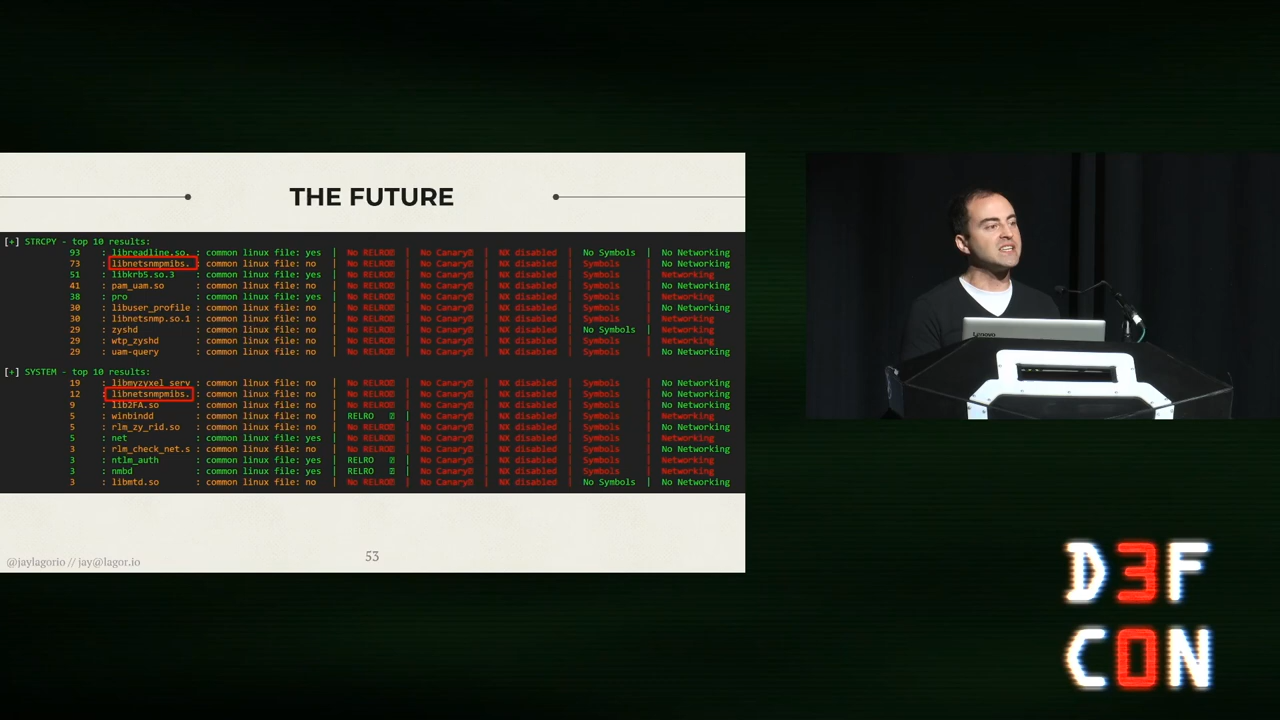 THE FUTURE
[+] STRCPY - top 10 results:
93 : libreadline.so. : common linux file: yes | No RELRO | No Canary | NX disabled | No Symbols | No Networking
73 : libnetsnmpmibs. : common linux file: no | No RELRO | No Canary | NX disabled | Symbols | No Networking
51 : libkrb5.so.3 : common linux file: yes | No RELRO | No Canary | NX disabled | Symbols | Networking
41 : pam_uam.so : common linux file: no | No RELRO | No Canary | NX disabled | Symbols | No Networking
38 : pro : common linux file: yes | No RELRO | No Canary | NX disabled | Symbols | Networking
30 : libuser_profile : common linux file: no | No RELRO | No Canary | NX disabled | Symbols | No Networking
30 : libnetsnmp.so.1 : common linux file: no | No RELRO | No Canary | NX disabled | Symbols | Networking
29 : zyshd : common linux file: no | No RELRO | No Canary | NX disabled | No Symbols | Networking
29 : wtp_zyshd : common linux file: no | No RELRO | No Canary | NX disabled | Symbols | Networking
29 : uam-query : common linux file: no | No RELRO | No Canary | NX disabled | Symbols | No Networking
[+] SYSTEM - top 10 results:
19 : libmyzyxel_serv : common linux file: no | No RELRO | No Canary | NX disabled | Symbols | No Networking
12 : libnetsnmpmibs. : common linux file: no | No RELRO | No Canary | NX disabled | Symbols | No Networking
9 : lib2FA.so : common linux file: no | No RELRO | No Canary | NX disabled | Symbols | No Networking
5 : winbindd : common linux file: no | RELRO | No Canary | NX disabled | Symbols | Networking
5 : rlm_zy_rid.so : common linux file: no | No RELRO | No Canary | NX disabled | Symbols | No Networking
5 : net : common linux file: yes | No RELRO | No Canary | NX disabled | Symbols | Networking
3 : rlm_check_net.s : common linux file: no | No RELRO | No Canary | NX disabled | Symbols | No Networking
3 : ntlm_auth : common linux file: yes | RELRO | No Canary | NX disabled | Symbols | Networking
3 : nmbd : common linux file: yes | RELRO | No Canary | NX disabled | Symbols | Networking
3 : libmtd.so : common linux file: no | No RELRO | No Canary | NX disabled | No Symbols | No Networking
@jaylagorio // jay@lagor.io
53
Lenovo
D3F
C0N